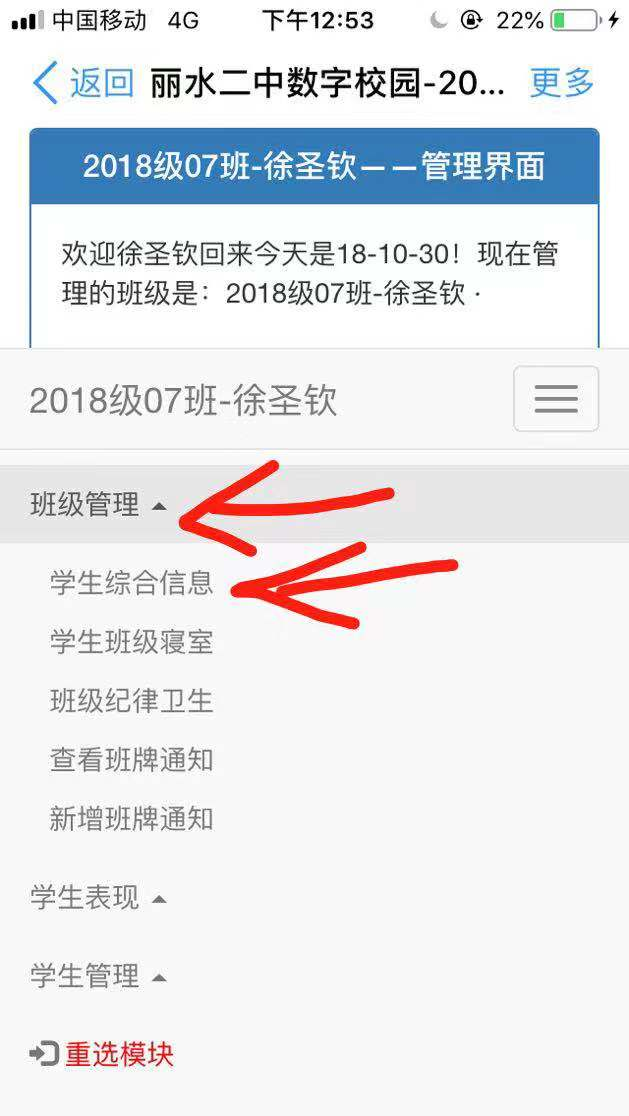 中国移动 4G 下午12:53 22%
返回 丽水二中数字校园-20... 更多
2018级07班-徐圣钦——管理界面
欢迎徐圣钦回来今天是18-10-30！现在管
理的班级是：2018级07班-徐圣钦 ·
2018级07班-徐圣钦
班级管理
学生综合信息
学生班级寝室
班级纪律卫生
查看班牌通知
新增班牌通知
学生表现
学生管理
重选模块